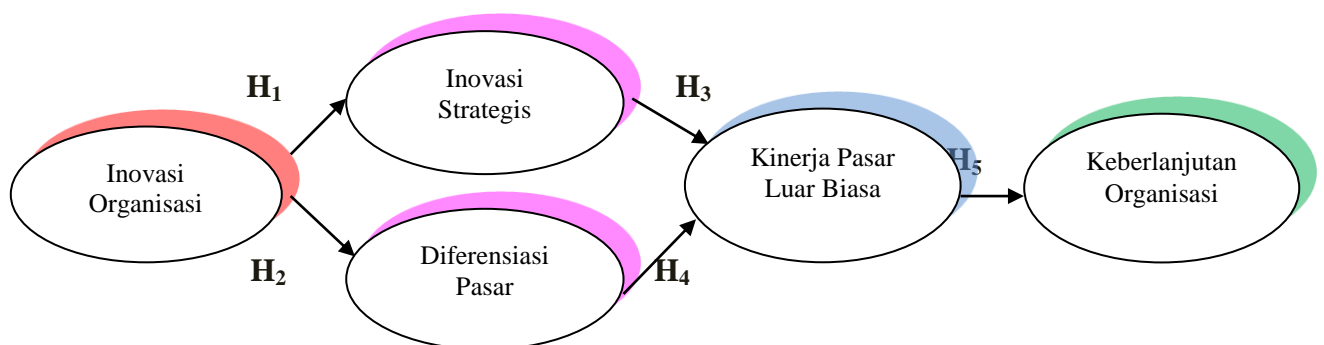 H1
Inovasi
Strategis
H3
Inovasi
Organisasi
Kinerja Pasar
Luar Biasa
H5
Keberlanjutan
Organisasi
H2
Diferensiasi
Pasar
H4